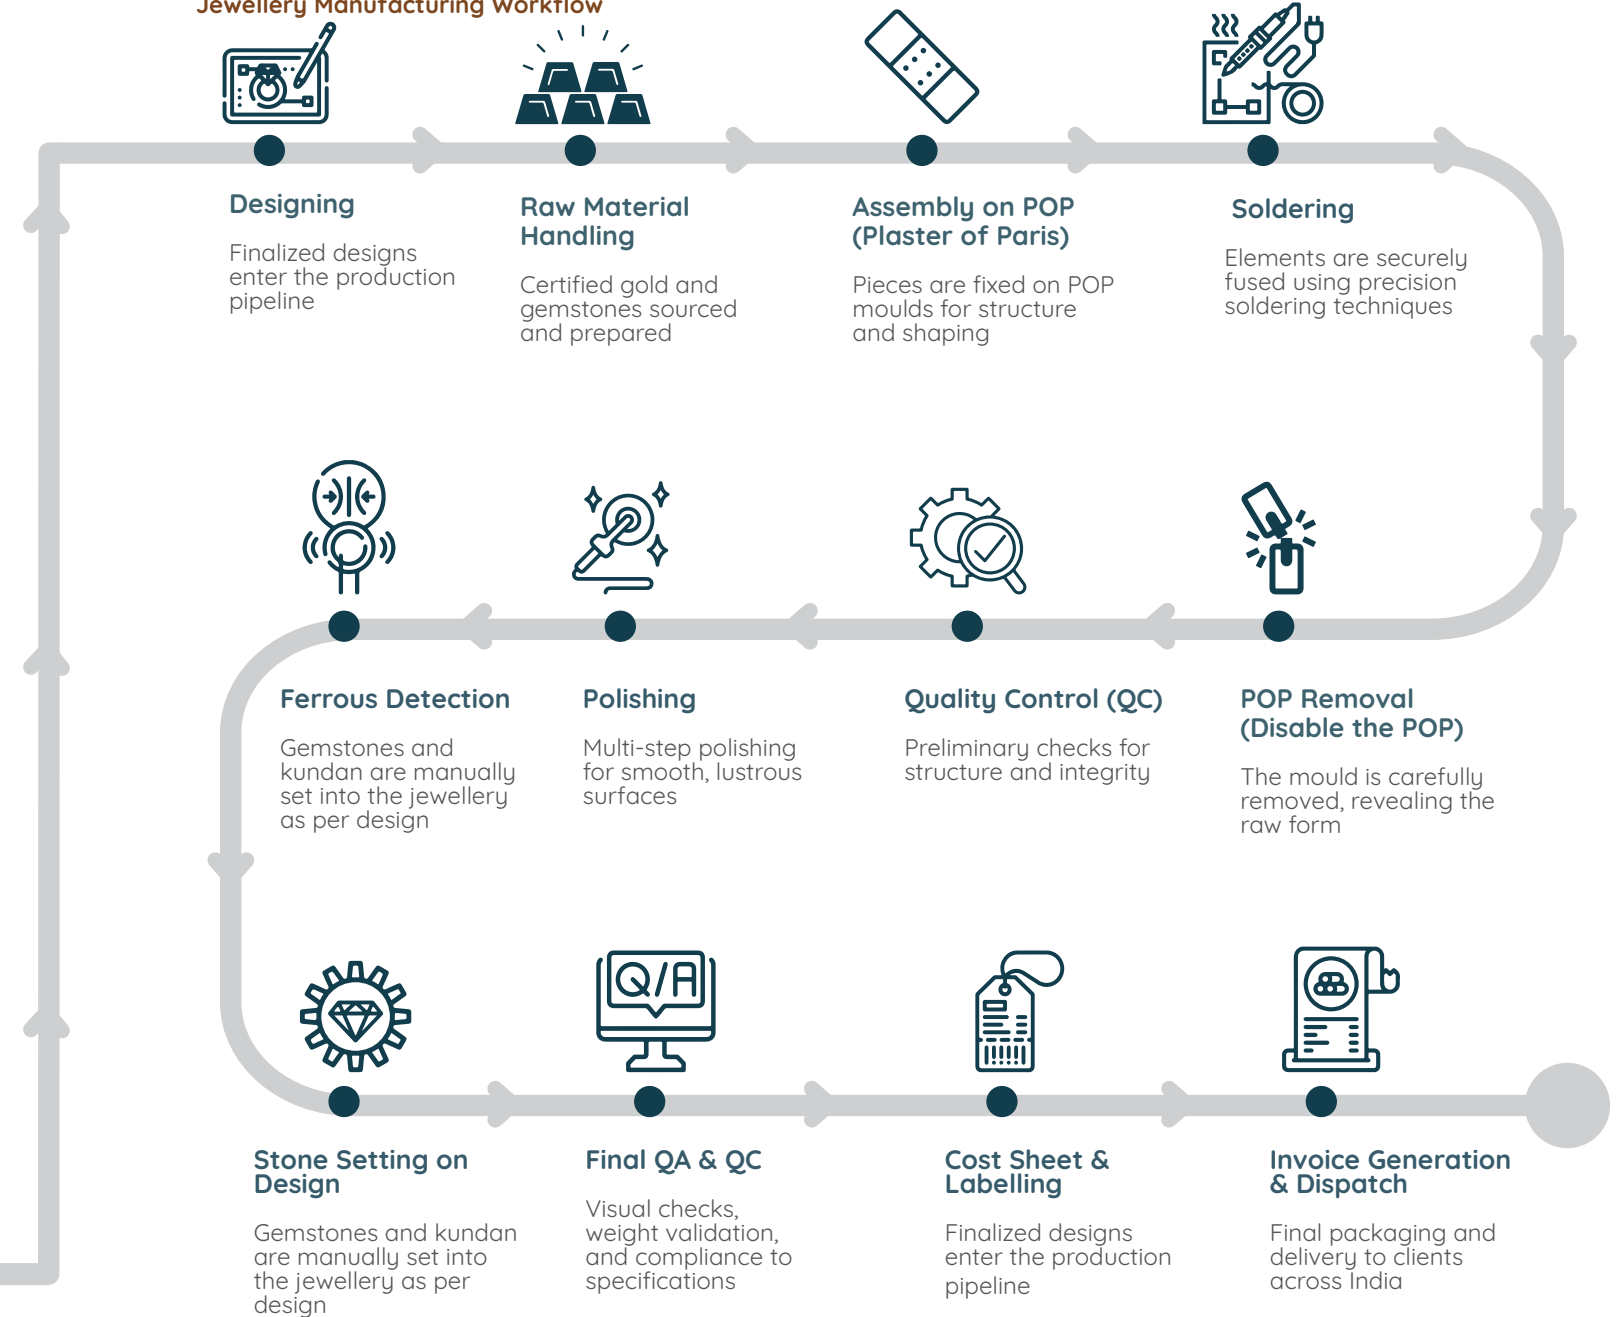 Jewellery Manufacturing Workflow
Designing
Finalized designs
enter the production
pipeline
Raw Material
Handling
Certified gold and
gemstones sourced
and prepared
Assembly on POP
(Plaster of Paris)
Pieces are fixed on POP
moulds for structure
and shaping
Soldering
Elements are securely
fused using precision
soldering techniques
Ferrous Detection
Gemstones and
kundan are manually
set into the jewellery
as per design
Polishing
Multi-step polishing
for smooth, lustrous
surfaces
Quality Control (QC)
Preliminary checks for
structure and integrity
POP Removal
(Disable the POP)
The mould is carefully
removed, revealing the
raw form
Q/A
Stone Setting on
Design
Gemstones and kundan
are manually set into
the jewellery as per
design
Final QA & QC
Visual checks,
weight validation,
and compliance to
specifications
Cost Sheet &
Labelling
Finalized designs
enter the production
pipeline
Invoice Generation
& Dispatch
Final packaging and
delivery to clients
across India